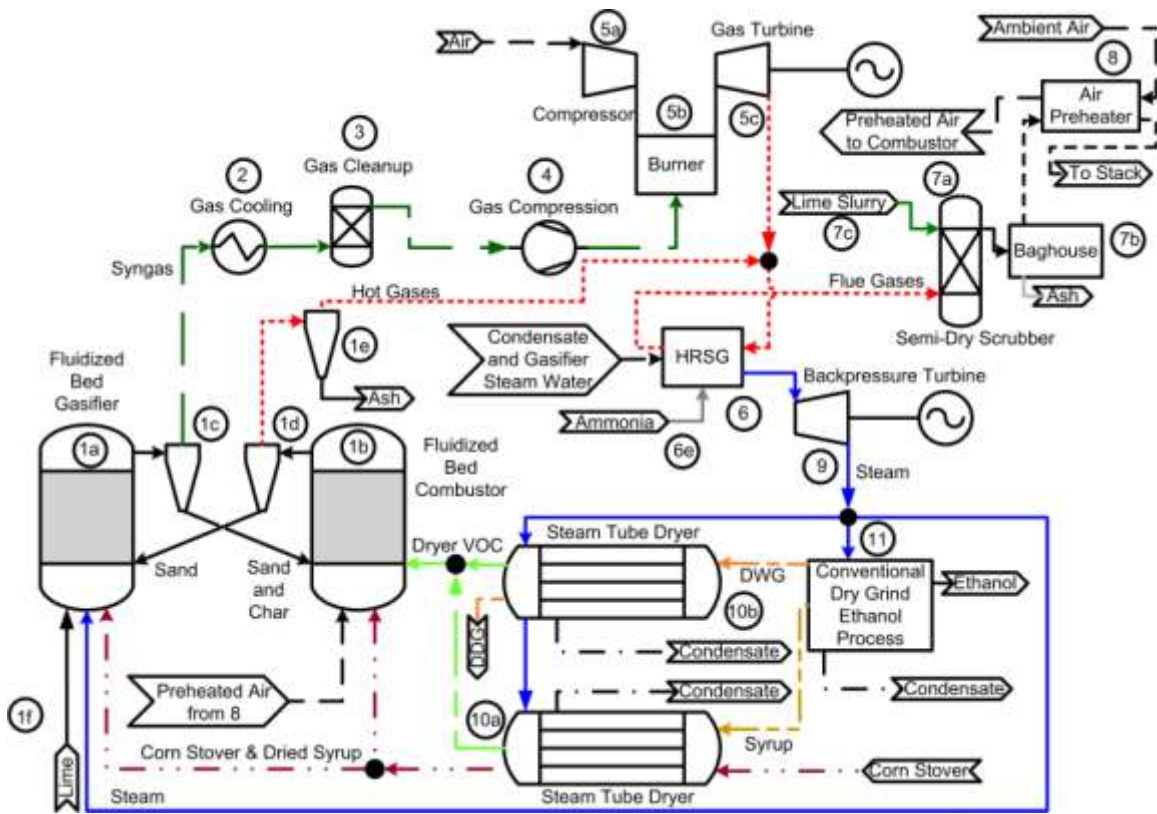 5a
Gas Turbine
Ambient Air
Air
8
Air
Preheater
Compressor
5b
5c
Preheated Air
to Combustor
3
Gas Cleanup
Burner
To Stack
2
Gas Cooling
4
Gas Compression
7a
Lime Slurry
7c
Baghouse
7b
Syngas
Hot Gases
Flue Gases
Ash
Semi-Dry Scrubber
1e
Condensate
and Gasifier
Steam Water
HRSG
Fluidized
Bed
Gasifier
Backpressure Turbine
Ash
Ammonia
6
6e
1a
1c
1d
1b
Fluidized
Bed
Combustor
9
Steam
Steam Tube Dryer
11
Dryer VOC
DWG
Conventional
Dry Grind
Ethanol
Process
Ethanol
Sand
Sand
and
Char
10b
DDG
Condensate
Condensate
Condensate
Preheated Air
from 8
1f
10a
Corn Stover & Dried Syrup
Syrup
Lime
Corn Stover
Steam
Steam Tube Dryer